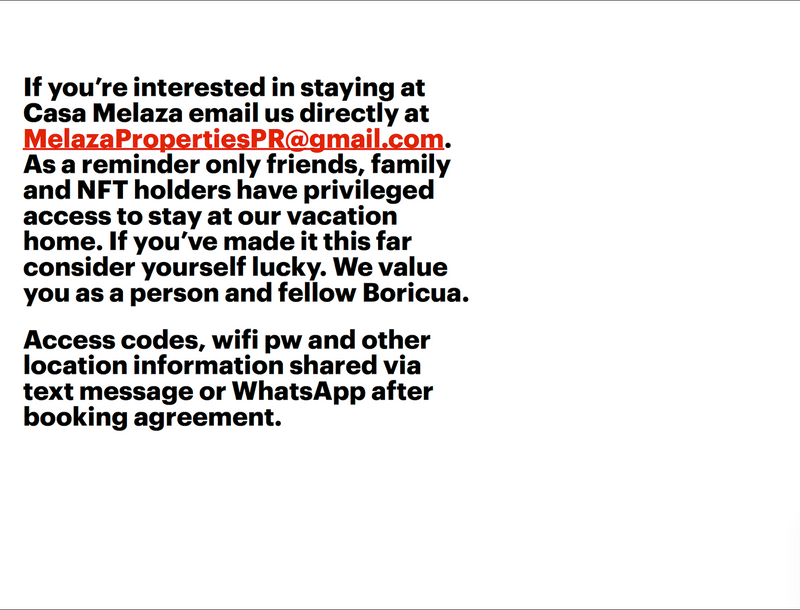 If you’re interested in staying at
Casa Melaza email us directly at
MelazaPropertiesPR@gmail.com.
As a reminder only friends, family
and NFT holders have privileged
access to stay at our vacation
home. If you’ve made it this far
consider yourself lucky. We value
you as a person and fellow Boricua.
Access codes, wifi pw and other
location information shared via
text message or WhatsApp after
booking agreement.